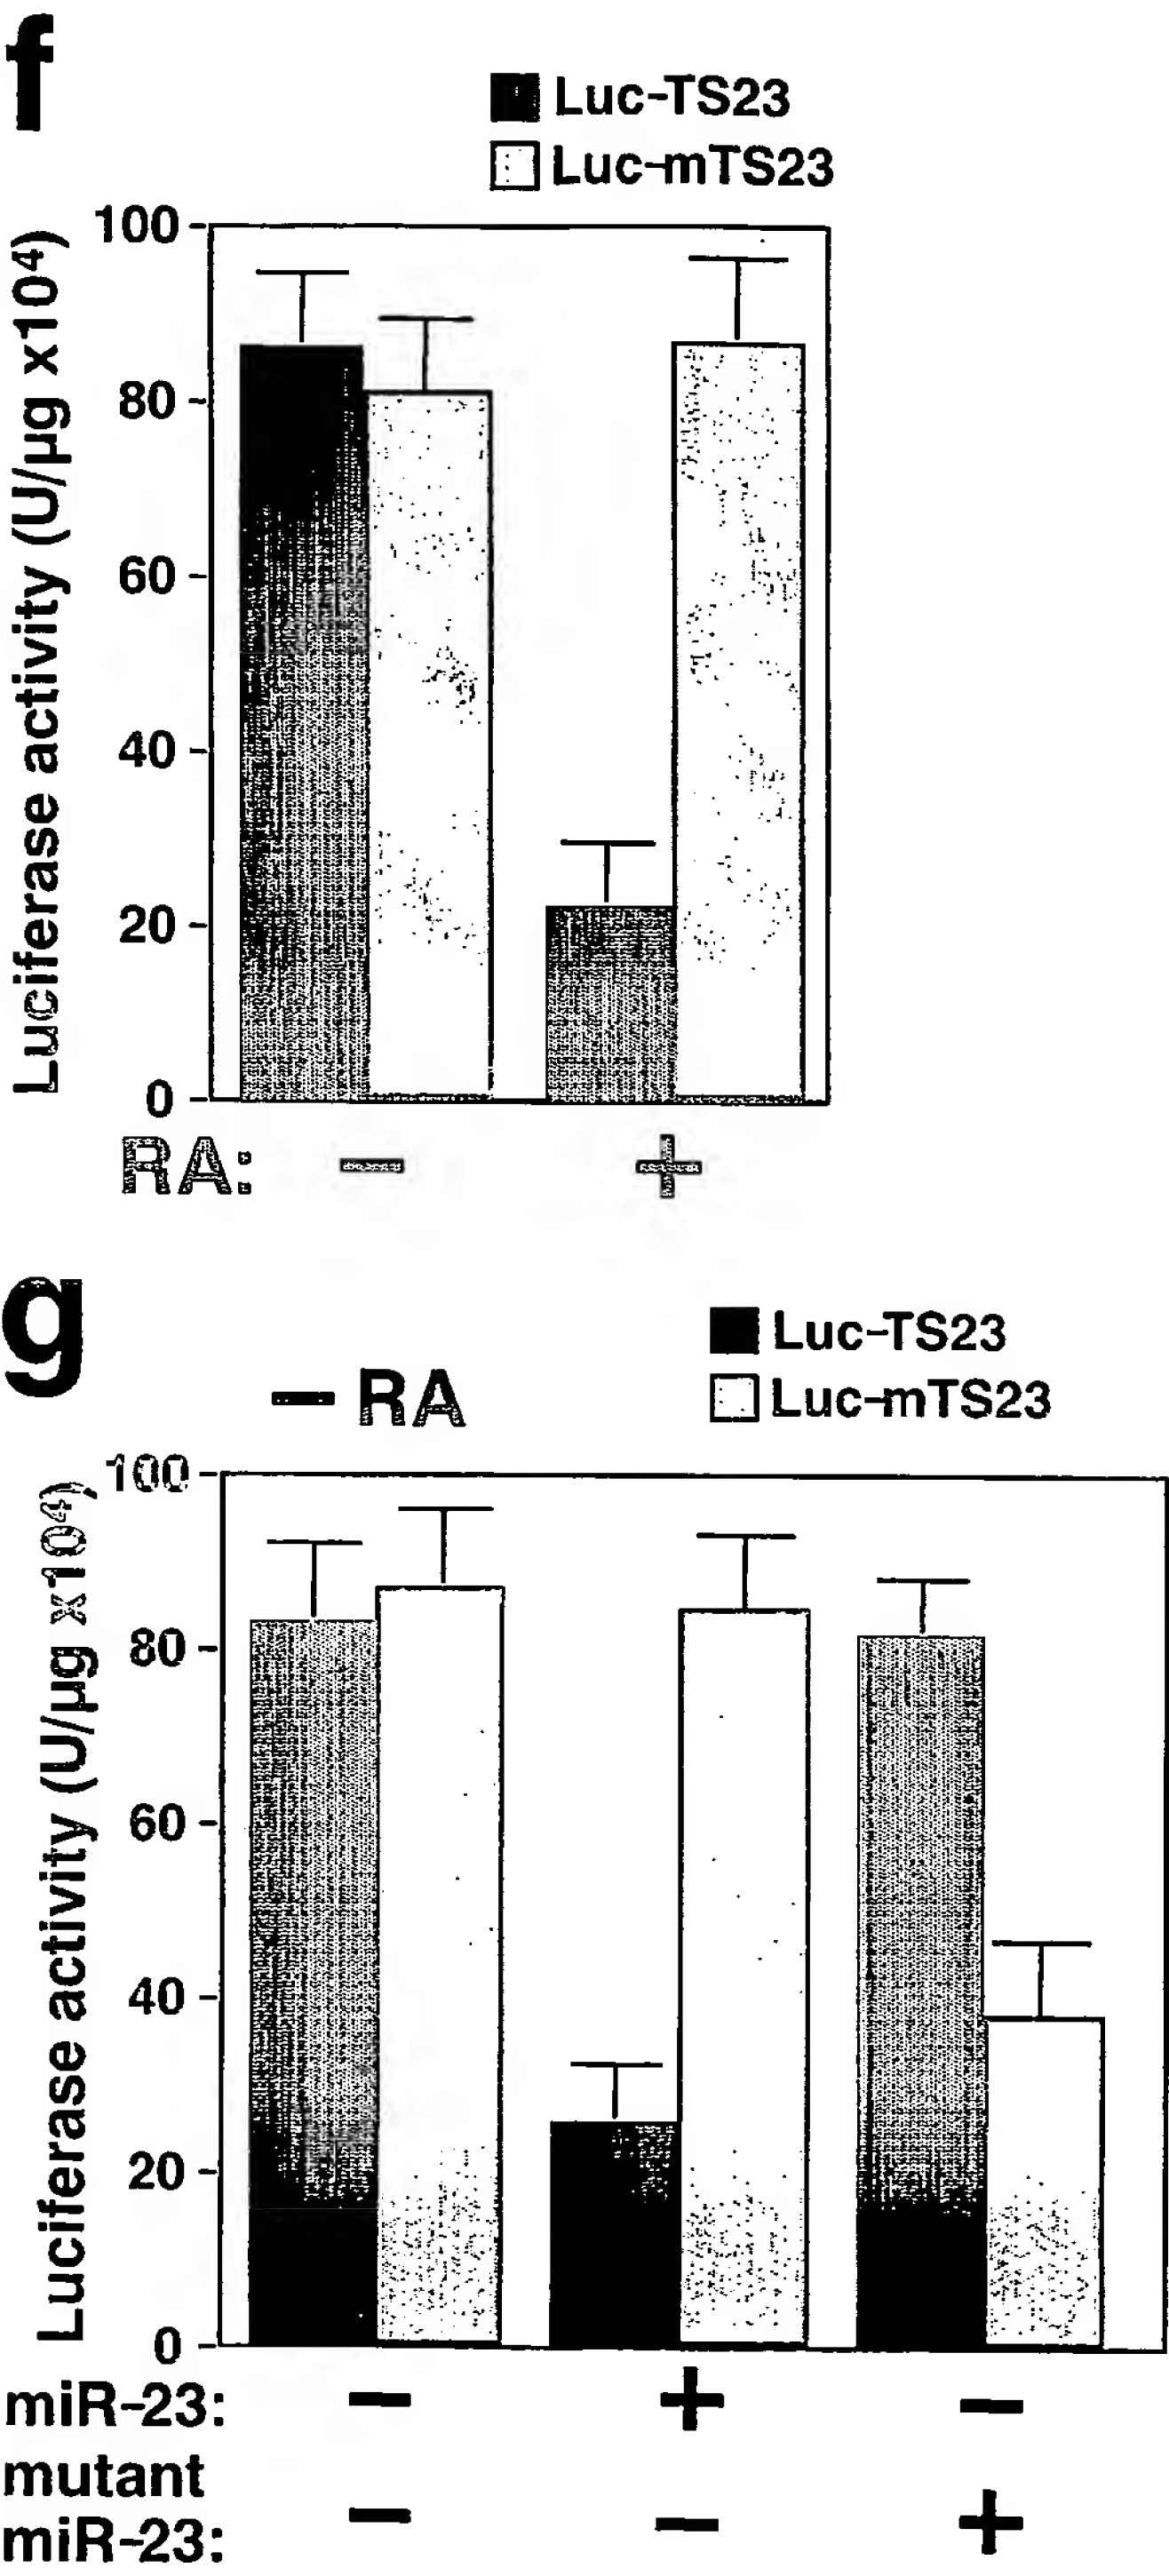 f
Luc-TS23
Luc-mTS23
Luciferase activity (U/µg x10⁴)
100
80
60
40
20
0
RA: − +
g
− RA
Luc-TS23
Luc-mTS23
Luciferase activity (U/µg x10⁴)
100
80
60
40
20
0
miR-23: − + −
mutant
miR-23: − − +